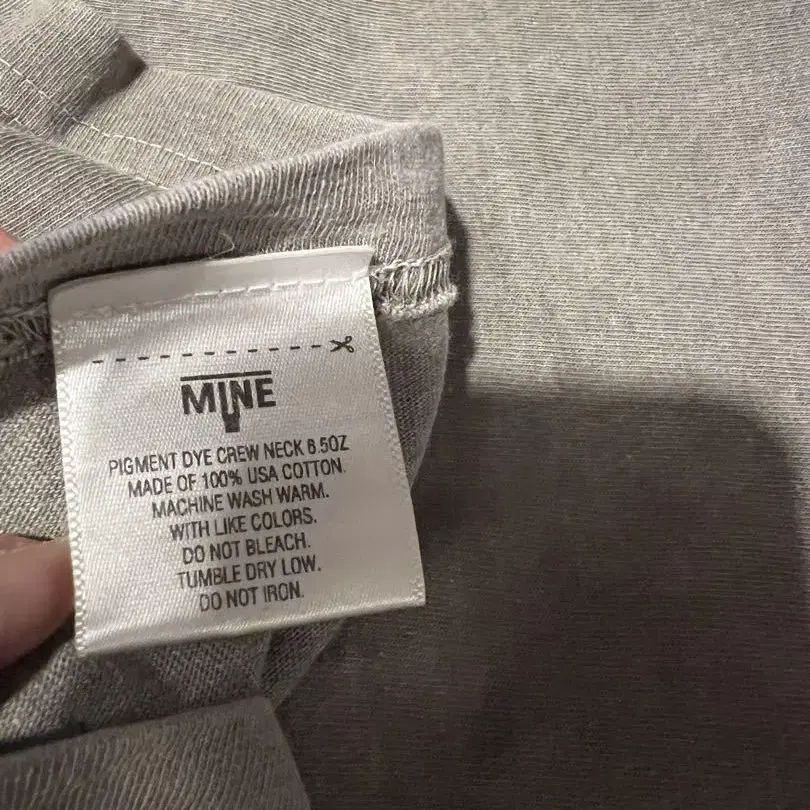 MINE
PIGMENT DYE CREW NECK 6.5OZ
MADE OF 100% USA COTTON.
MACHINE WASH WARM.
WITH LIKE COLORS.
DO NOT BLEACH.
TUMBLE DRY LOW.
DO NOT IRON.